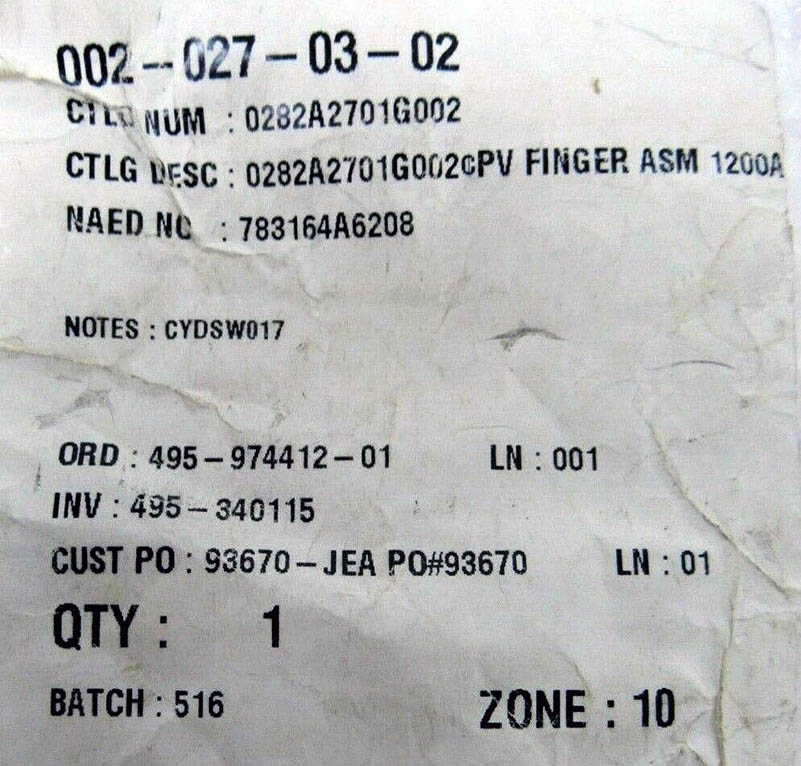 002-027-03-02
CTLG NUM : 0282A2701G002
CTLG DESC : 0282A2701G002CPV FINGER ASM 1200A
NAED NO : 783164A6208
NOTES : CYDSW017
ORD : 495-974412-01 LN : 001
INV : 495-340115
CUST PO : 93670-JEA PO#93670 LN : 01
QTY : 1
BATCH : 516 ZONE : 10